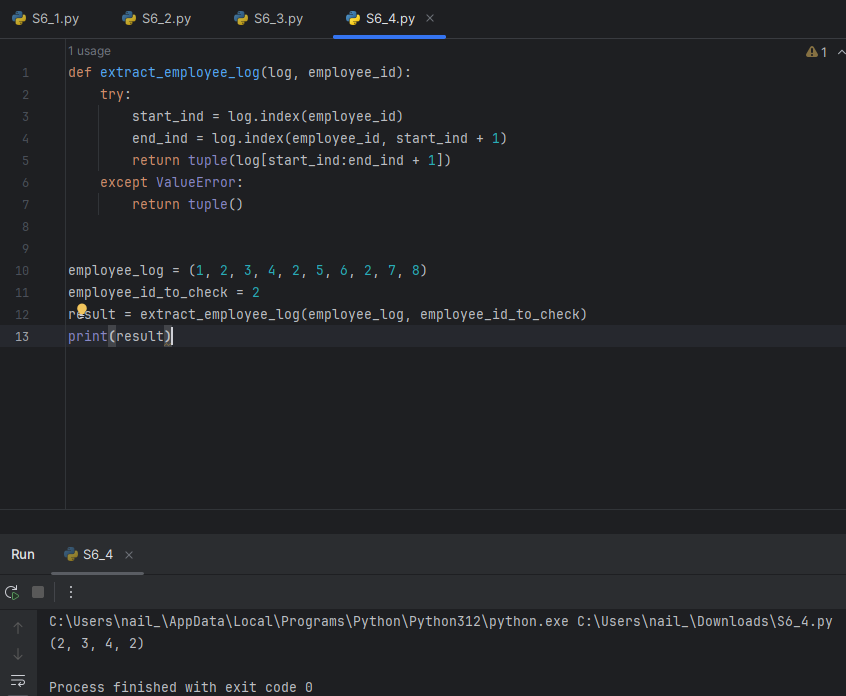 S6_1.py S6_2.py S6_3.py S6_4.py ×
1 usage 1
1 def extract_employee_log(log, employee_id):
2     try:
3         start_ind = log.index(employee_id)
4         end_ind = log.index(employee_id, start_ind + 1)
5         return tuple(log[start_ind:end_ind + 1])
6     except ValueError:
7         return tuple()
8
9
10 employee_log = (1, 2, 3, 4, 2, 5, 6, 2, 7, 8)
11 employee_id_to_check = 2
12 result = extract_employee_log(employee_log, employee_id_to_check)
13 print(result)
Run S6_4 ×
C:\Users\nail_\AppData\Local\Programs\Python\Python312\python.exe C:\Users\nail_\Downloads\S6_4.py
(2, 3, 4, 2)
Process finished with exit code 0